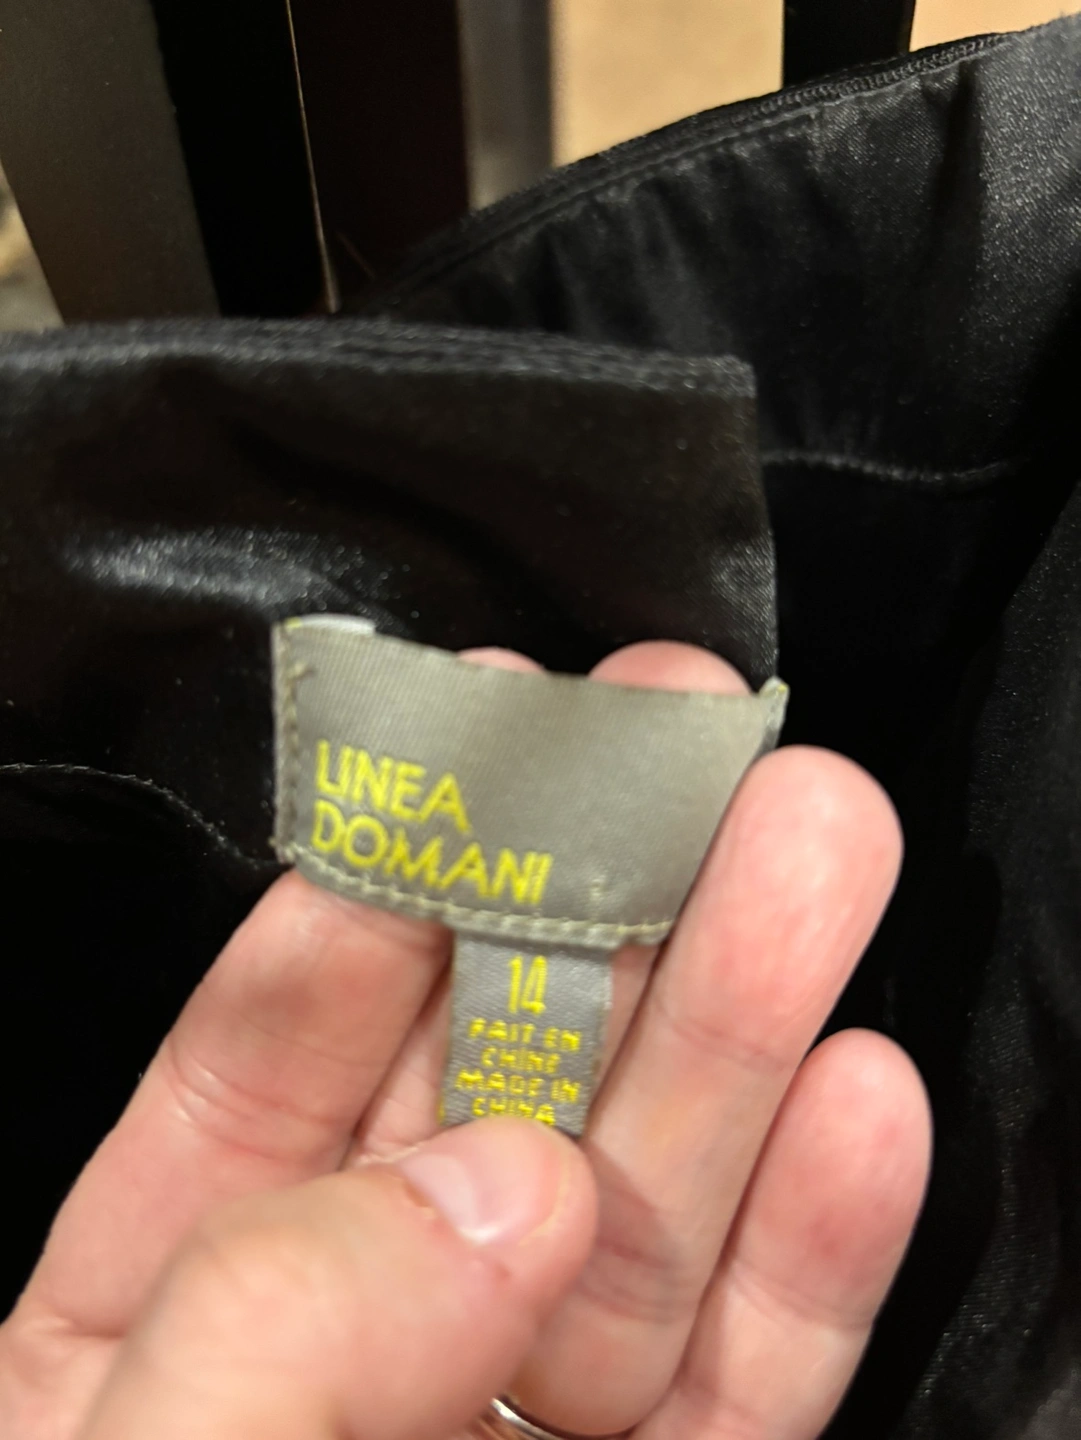 LINEA
DOMANI
14
FAIT EN
CHINE
MADE IN
CHINA